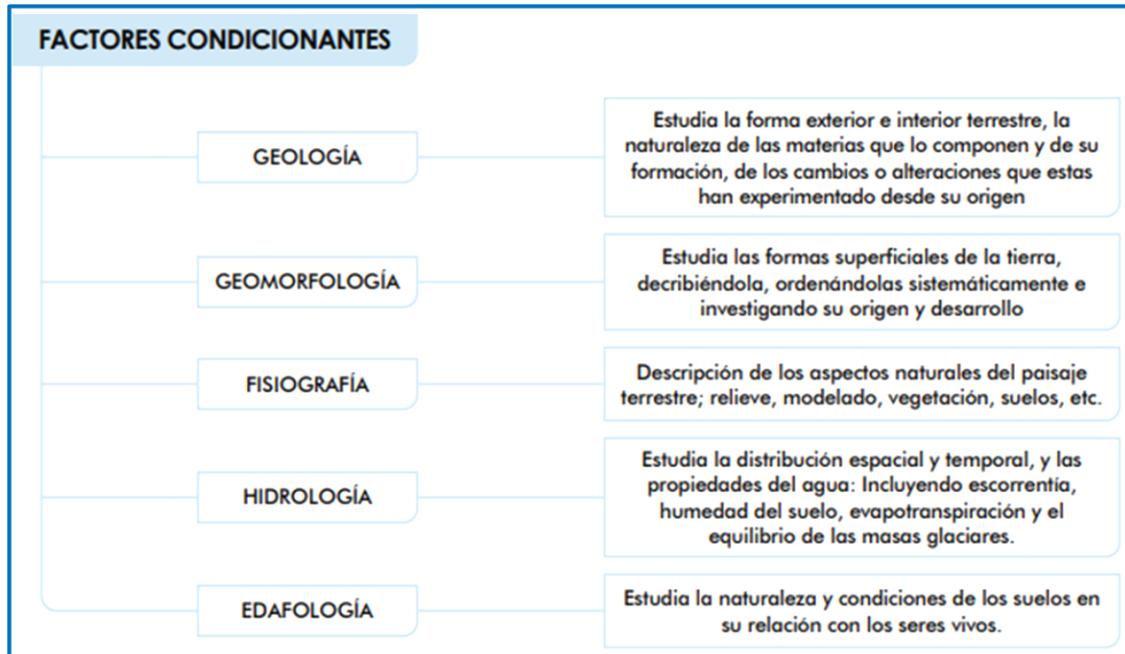 FACTORES CONDICIONANTES
GEOLOGÍA
Estudia la forma exterior e interior terrestre, la
naturaleza de las materias que lo componen y de su
formación, de los cambios o alteraciones que estas
han experimentado desde su origen
GEOMORFOLOGÍA
Estudia las formas superficiales de la tierra,
decribiéndola, ordenándolas sistemáticamente e
investigando su origen y desarrollo
FISIOGRAFÍA
Descripción de los aspectos naturales del paisaje
terrestre; relieve, modelado, vegetación, suelos, etc.
HIDROLOGÍA
Estudia la distribución espacial y temporal, y las
propiedades del agua: Incluyendo escorrentía,
humedad del suelo, evapotranspiración y el
equilibrio de las masas glaciares.
EDAFOLOGÍA
Estudia la naturaleza y condiciones de los suelos en
su relación con los seres vivos.